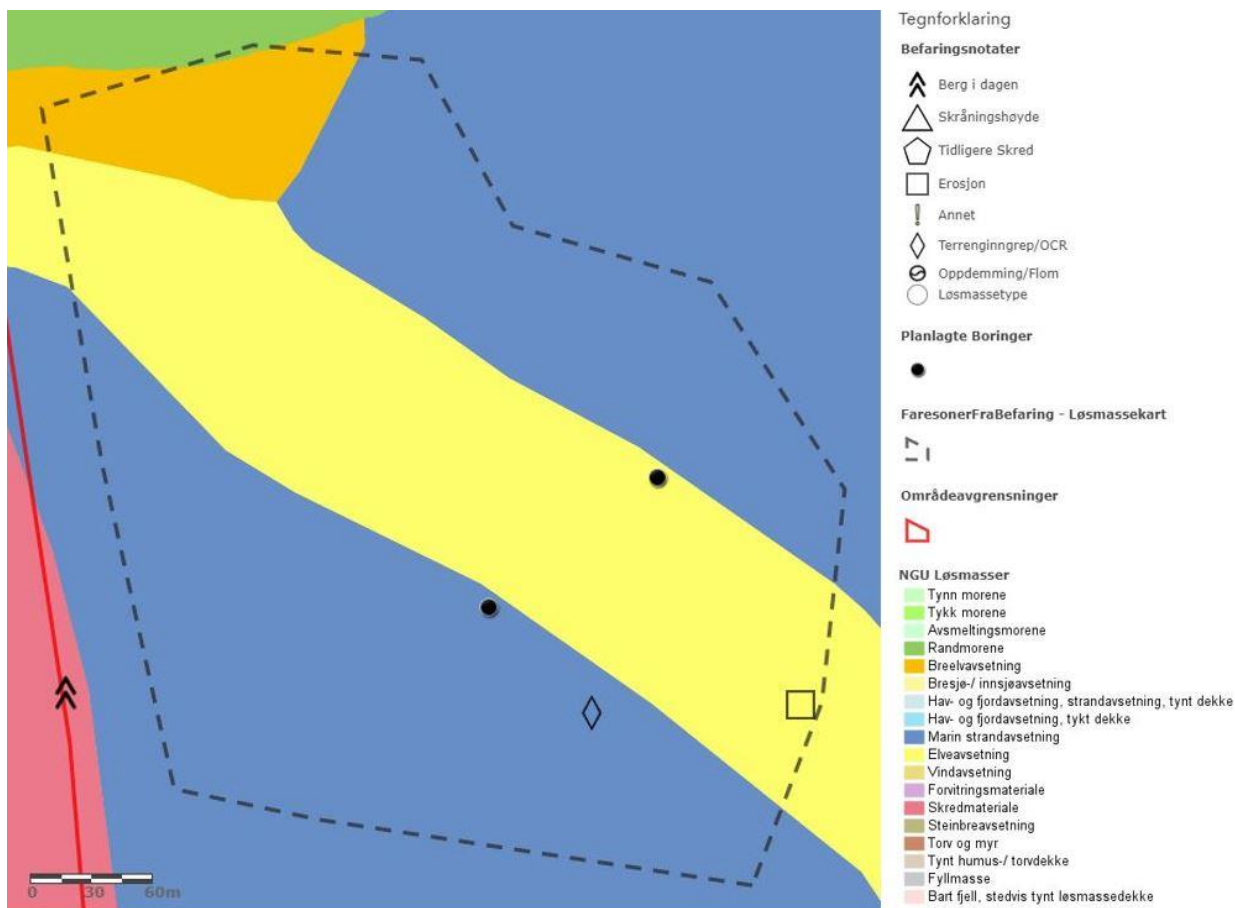 Tegnforklaring
Befaringsnotater
Berg i dagen
Skråningshøyde
Tidligere Skred
Erosjon
Annet
Terrenginngrep/OCR
Oppdemming/Flom
Løsmassetype
Planlagte Boringer
FaresonerFraBefaring - Løsmassekart
Områdeavgrensninger
NGU Løsmasser
Tynn morene
Tykk morene
Avsmeltingsmorene
Randmorene
Breelvavsetning
Bresjø-/ innsjøavsetning
Hav- og fjordavsetning, strandavsetning, tynt dekke
Hav- og fjordavsetning, tykt dekke
Marin strandavsetning
Elveavsetning
Vindavsetning
Forvitringsmateriale
Skredmateriale
Steinbreavsetning
Torv og myr
Tynt humus-/ torvdekke
Fyllmasse
Bart fjell, stedvis tynt løsmassedekke
0 30 60m